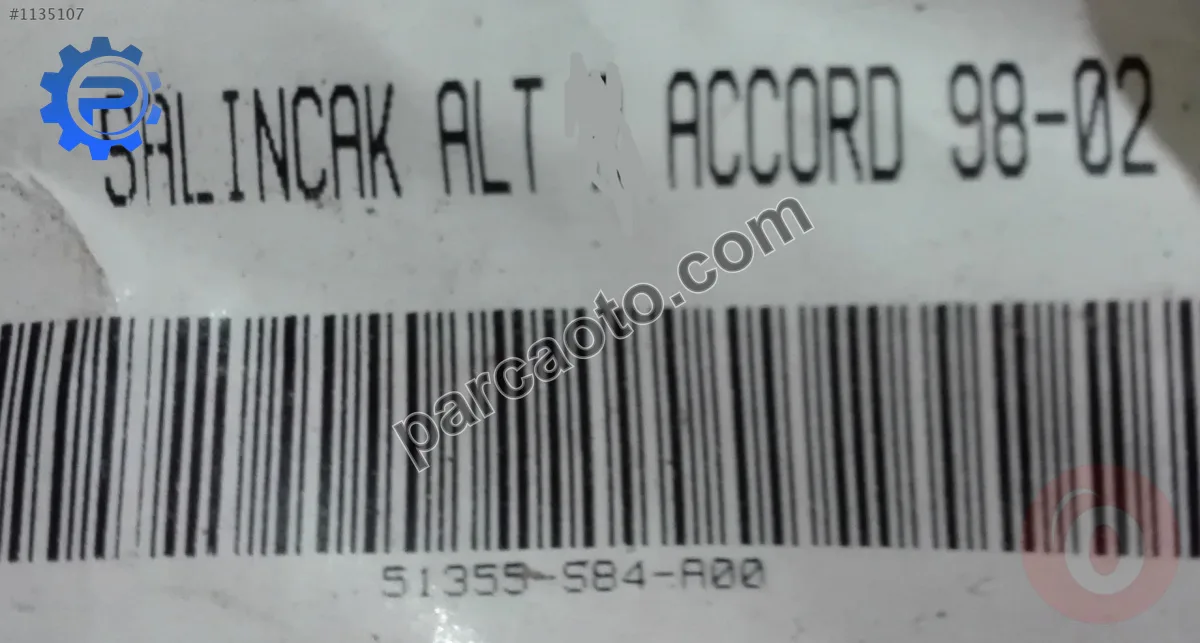 #1135107
SALINCAK ALT ACCORD 98-02
parcaoto.com
51355-S84-A00